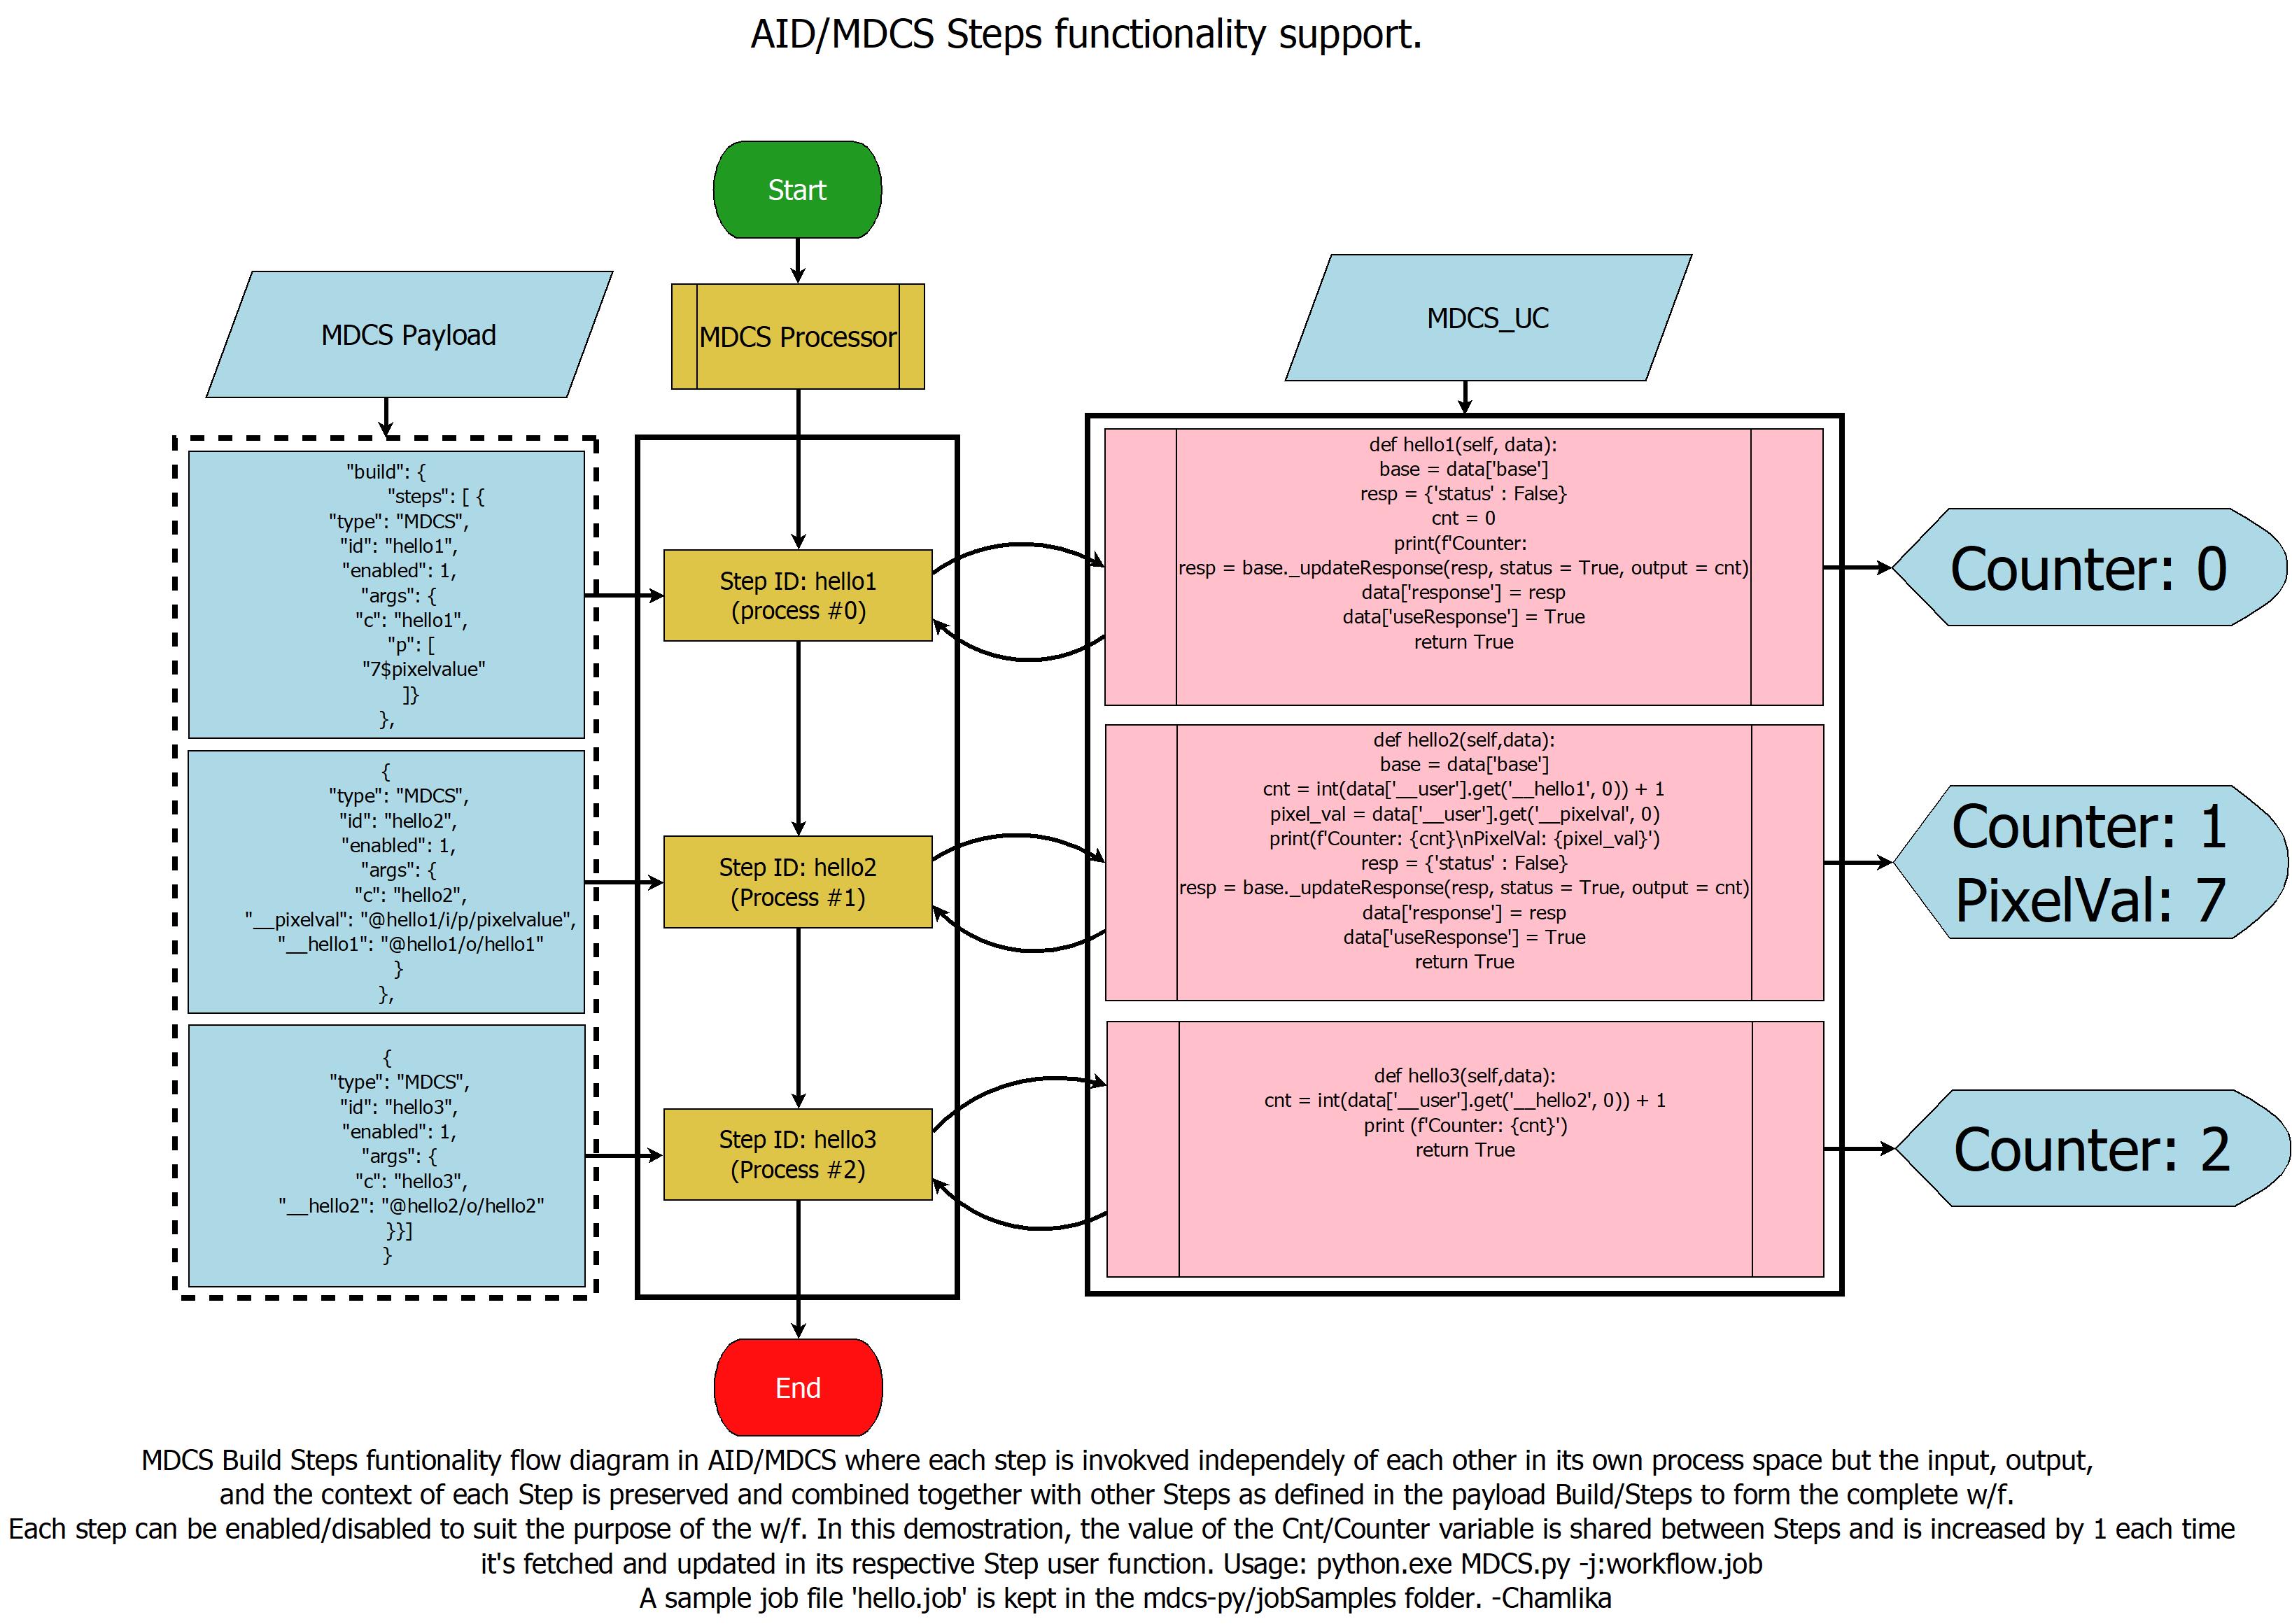 AID/MDCS Steps functionality support.
Start
MDCS Payload
MDCS Processor
MDCS_UC
"build": {
"steps": [ {
"type": "MDCS",
"id": "hello1",
"enabled": 1,
"args": {
"c": "hello1",
"p": [
"7$pixelvalue"
]}
},
{
"type": "MDCS",
"id": "hello2",
"enabled": 1,
"args": {
"c": "hello2",
"__pixelval": "@hello1/i/p/pixelvalue",
"__hello1": "@hello1/o/hello1"
}
},
{
"type": "MDCS",
"id": "hello3",
"enabled": 1,
"args": {
"c": "hello3",
"__hello2": "@hello2/o/hello2"
}}]
}
Step ID: hello1
(process #0)
Step ID: hello2
(Process #1)
Step ID: hello3
(Process #2)
End
def hello1(self, data):
base = data['base']
resp = {'status' : False}
cnt = 0
print(f'Counter:
resp = base._updateResponse(resp, status = True, output = cnt)
data['response'] = resp
data['useResponse'] = True
return True
def hello2(self,data):
base = data['base']
cnt = int(data['__user'].get('__hello1', 0)) + 1
pixel_val = data['__user'].get('__pixelval', 0)
print(f'Counter: {cnt}\nPixelVal: {pixel_val}')
resp = {'status' : False}
resp = base._updateResponse(resp, status = True, output = cnt)
data['response'] = resp
data['useResponse'] = True
return True
def hello3(self,data):
cnt = int(data['__user'].get('__hello2', 0)) + 1
print (f'Counter: {cnt}')
return True
Counter: 0
Counter: 1
PixelVal: 7
Counter: 2
MDCS Build Steps funtionality flow diagram in AID/MDCS where each step is invokved independely of each other in its own process space but the input, output,
and the context of each Step is preserved and combined together with other Steps as defined in the payload Build/Steps to form the complete w/f.
Each step can be enabled/disabled to suit the purpose of the w/f. In this demostration, the value of the Cnt/Counter variable is shared between Steps and is increased by 1 each time
it's fetched and updated in its respective Step user function. Usage: python.exe MDCS.py -j:workflow.job
A sample job file 'hello.job' is kept in the mdcs-py/jobSamples folder. -Chamlika